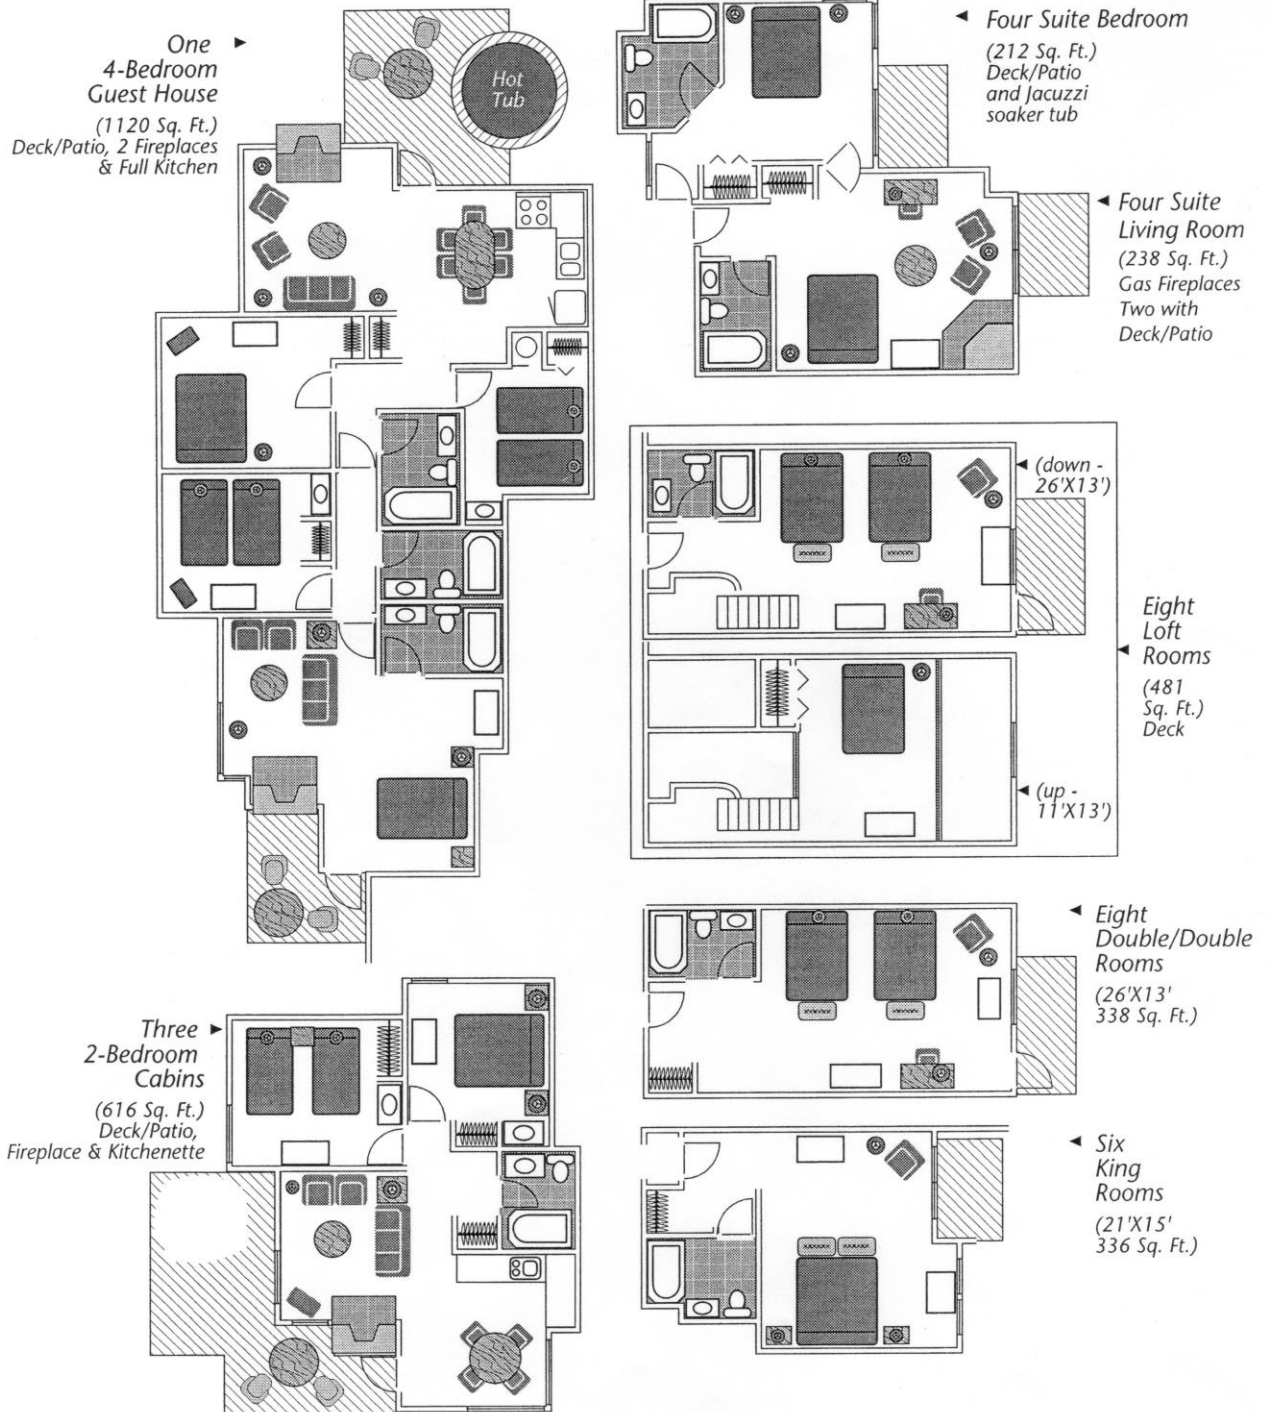 One
4-Bedroom
Guest House
(1120 Sq. Ft.)
Deck/Patio, 2 Fireplaces
& Full Kitchen
Hot
Tub
Four Suite Bedroom
(212 Sq. Ft.)
Deck/Patio
and Jacuzzi
soaker tub
Four Suite
Living Room
(238 Sq. Ft.)
Gas Fireplaces
Two with
Deck/Patio
(down -
26'X13')
Eight
Loft
Rooms
(481
Sq. Ft.)
Deck
(up -
11'X13')
Eight
Double/Double
Rooms
(26'X13'
338 Sq. Ft.)
Three
2-Bedroom
Cabins
(616 Sq. Ft.)
Deck/Patio,
Fireplace & Kitchenette
Six
King
Rooms
(21'X15'
336 Sq. Ft.)